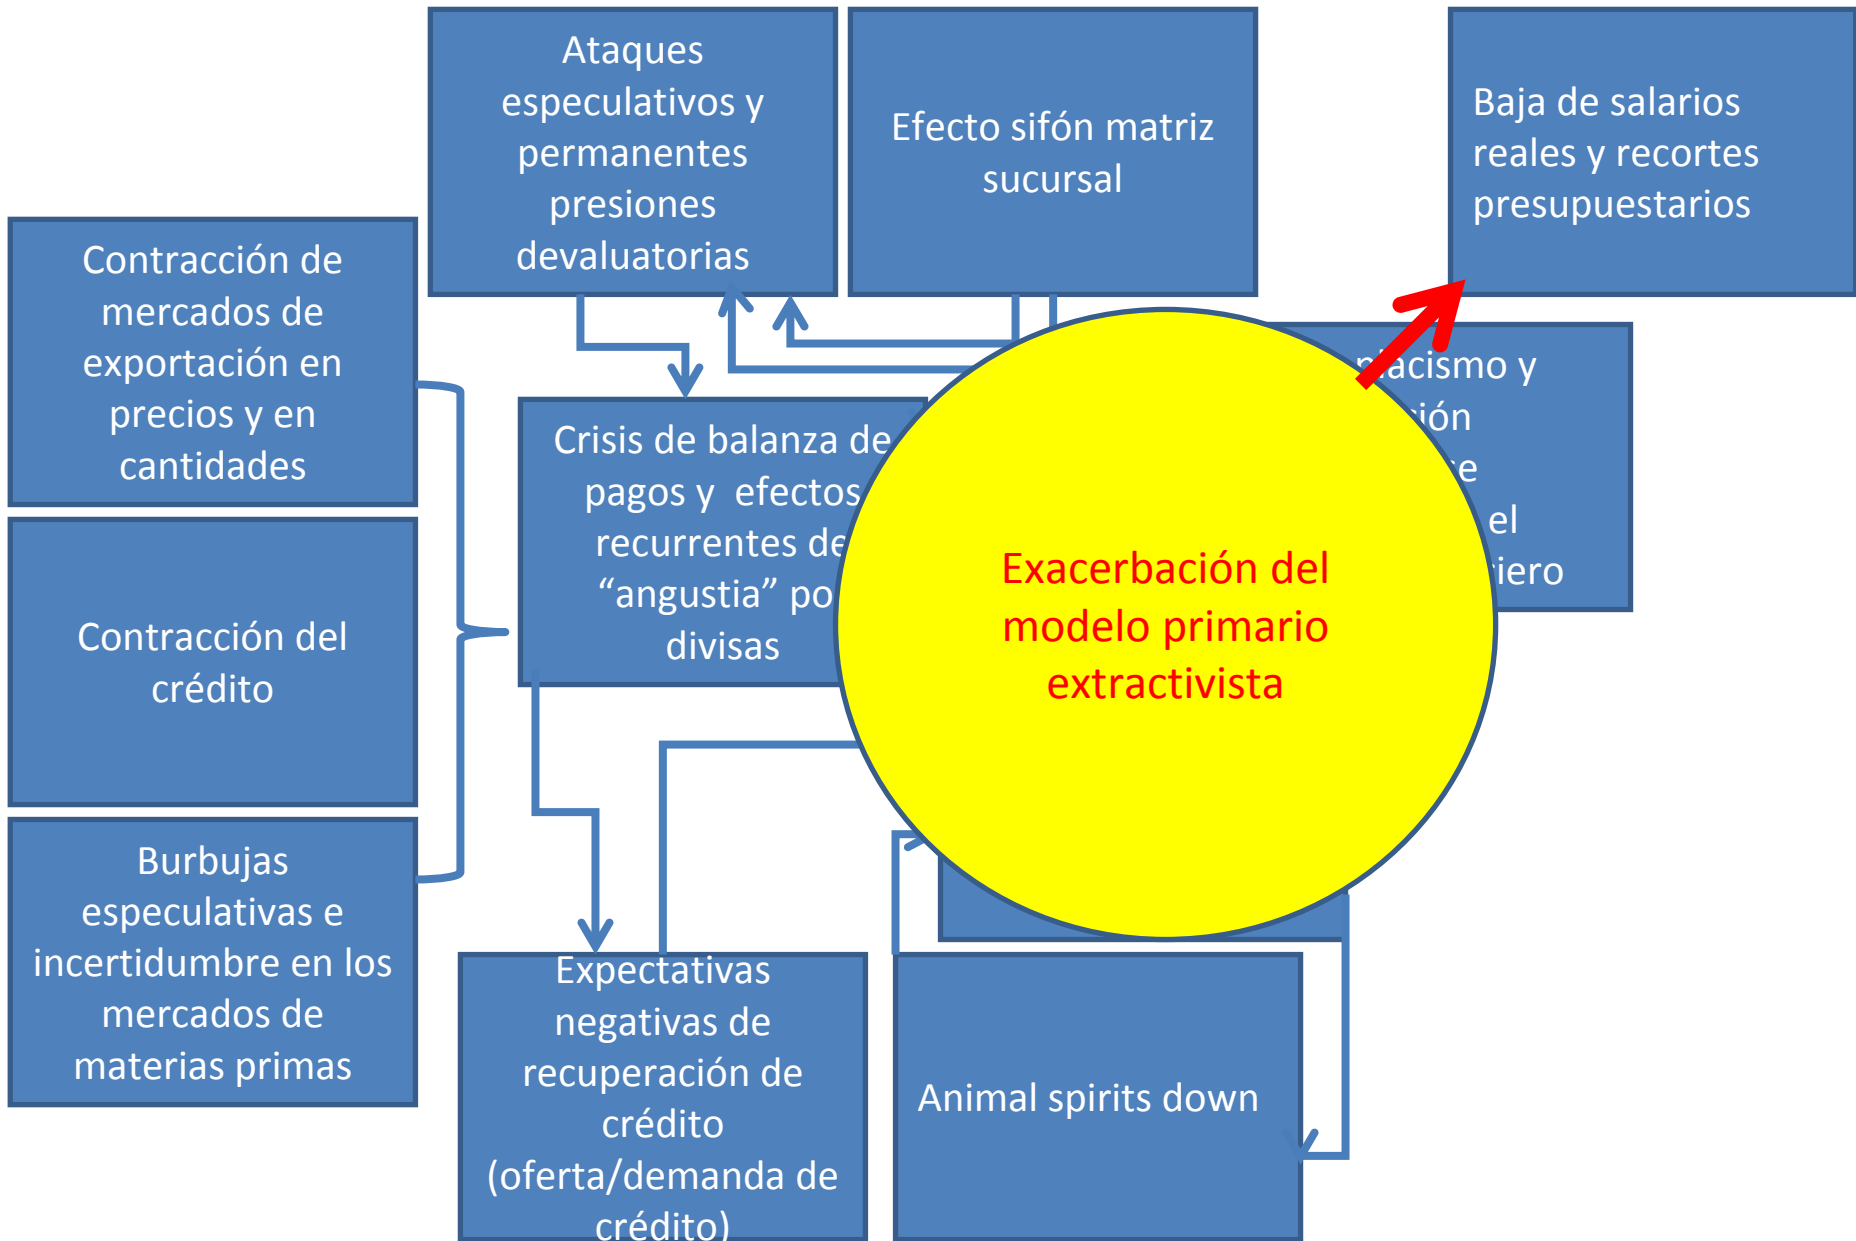 Ataques
especulativos y
permanentes
presiones
devaluatorias
Efecto sifón matriz
sucursal
Baja de salarios
reales y recortes
presupuestarios
Contracción de
mercados de
exportación en
precios y en
cantidades
Contracción del
crédito
Burbujas
especulativas e
incertidumbre en los
mercados de
materias primas
Crisis de balanza de
pagos y efectos
recurrentes de
“angustia”
divisas
y
el
Exacerbación del
modelo primario
extractivista
Expectativas
negativas de
recuperación de
crédito
(oferta/demanda de
crédito)
Animal spirits down